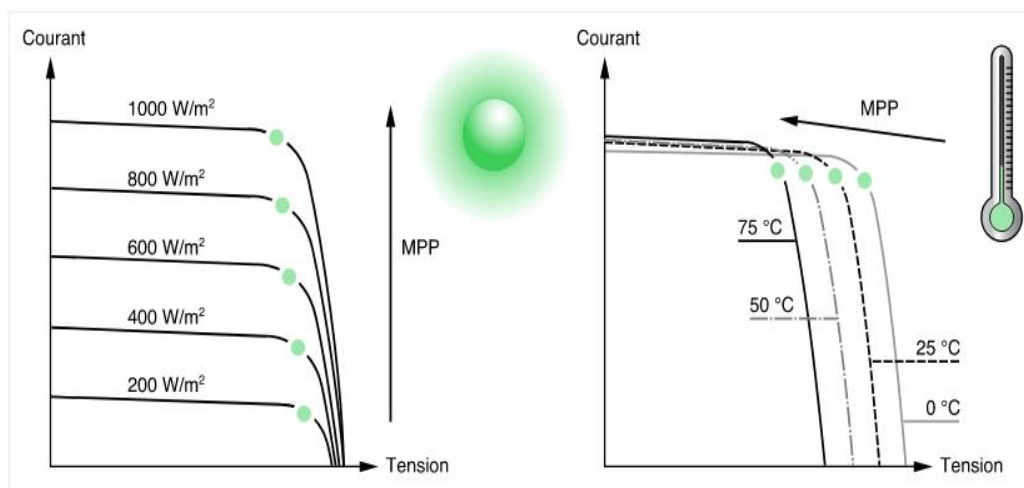 Courant
1000 W/m²
800 W/m²
600 W/m²
400 W/m²
200 W/m²
MPP
Tension
Courant
MPP
75 °C
50 °C
25 °C
0 °C
Tension